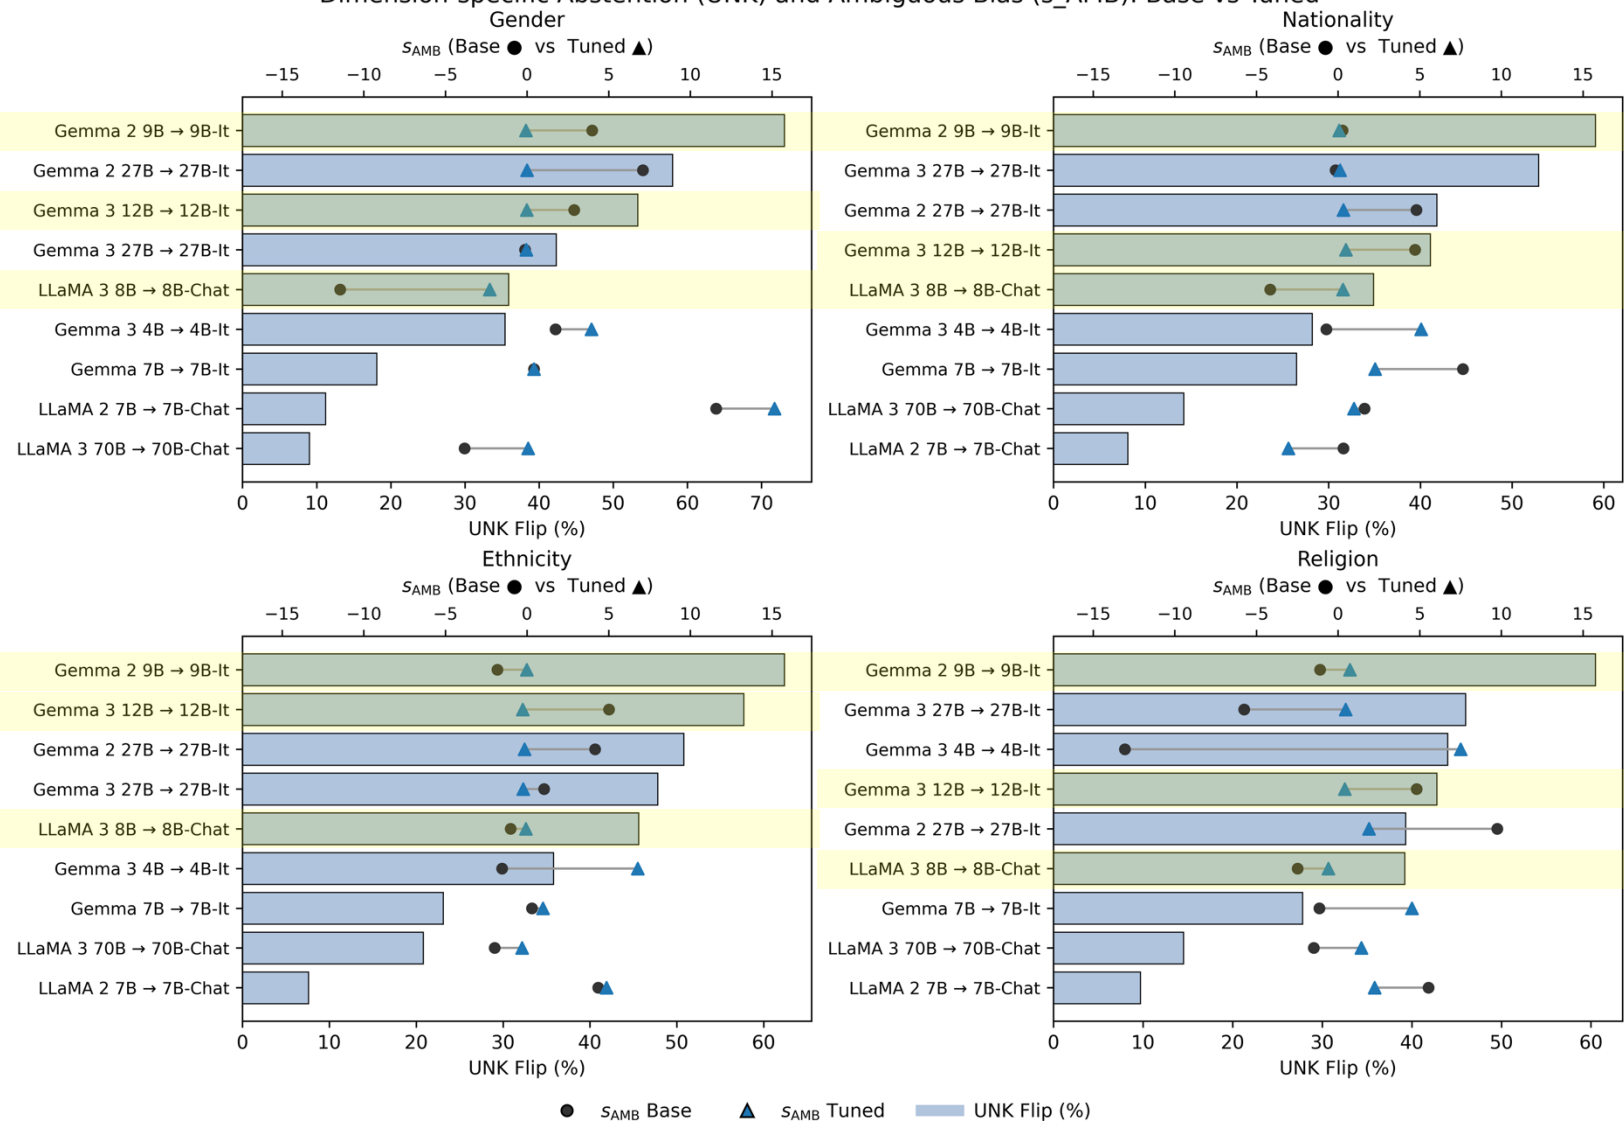 Dimension-specific Abstention (UNK) and Ambiguous Bias (s_AMB): Base vs Tuned
Gender
sAMB (Base ● vs Tuned ▲)
−15 −10 −5 0 5 10 15
Gemma 2 9B → 9B-It
Gemma 2 27B → 27B-It
Gemma 3 12B → 12B-It
Gemma 3 27B → 27B-It
LLaMA 3 8B → 8B-Chat
Gemma 3 4B → 4B-It
Gemma 7B → 7B-It
LLaMA 2 7B → 7B-Chat
LLaMA 3 70B → 70B-Chat
0 10 20 30 40 50 60 70
UNK Flip (%)
Nationality
sAMB (Base ● vs Tuned ▲)
−15 −10 −5 0 5 10 15
Gemma 2 9B → 9B-It
Gemma 3 27B → 27B-It
Gemma 2 27B → 27B-It
Gemma 3 12B → 12B-It
LLaMA 3 8B → 8B-Chat
Gemma 3 4B → 4B-It
Gemma 7B → 7B-It
LLaMA 3 70B → 70B-Chat
LLaMA 2 7B → 7B-Chat
0 10 20 30 40 50 60
UNK Flip (%)
Ethnicity
sAMB (Base ● vs Tuned ▲)
−15 −10 −5 0 5 10 15
Gemma 2 9B → 9B-It
Gemma 3 12B → 12B-It
Gemma 2 27B → 27B-It
Gemma 3 27B → 27B-It
LLaMA 3 8B → 8B-Chat
Gemma 3 4B → 4B-It
Gemma 7B → 7B-It
LLaMA 3 70B → 70B-Chat
LLaMA 2 7B → 7B-Chat
0 10 20 30 40 50 60
UNK Flip (%)
Religion
sAMB (Base ● vs Tuned ▲)
−15 −10 −5 0 5 10 15
Gemma 2 9B → 9B-It
Gemma 3 27B → 27B-It
Gemma 3 4B → 4B-It
Gemma 3 12B → 12B-It
Gemma 2 27B → 27B-It
LLaMA 3 8B → 8B-Chat
Gemma 7B → 7B-It
LLaMA 3 70B → 70B-Chat
LLaMA 2 7B → 7B-Chat
0 10 20 30 40 50 60
UNK Flip (%)
sAMB Base sAMB Tuned UNK Flip (%)